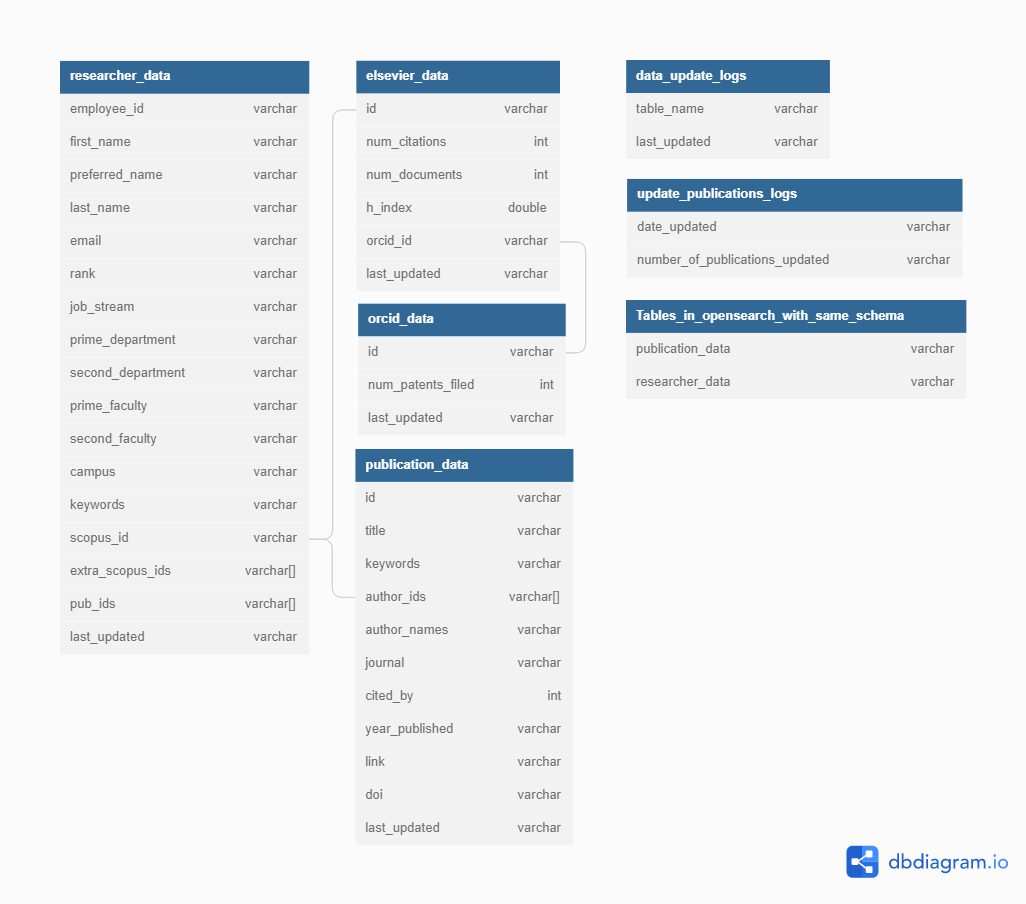 researcher_data
employee_id varchar
first_name varchar
preferred_name varchar
last_name varchar
email varchar
rank varchar
job_stream varchar
prime_department varchar
second_department varchar
prime_faculty varchar
second_faculty varchar
campus varchar
keywords varchar
scopus_id varchar
extra_scopus_ids varchar[]
pub_ids varchar[]
last_updated varchar
elsevier_data
id varchar
num_citations int
num_documents int
h_index double
orcid_id varchar
last_updated varchar
orcid_data
id varchar
num_patents_filed int
last_updated varchar
publication_data
id varchar
title varchar
keywords varchar
author_ids varchar[]
author_names varchar
journal varchar
cited_by int
year_published varchar
link varchar
doi varchar
last_updated varchar
data_update_logs
table_name varchar
last_updated varchar
update_publications_logs
date_updated varchar
number_of_publications_updated varchar
Tables_in_opensearch_with_same_schema
publication_data varchar
researcher_data varchar
dbdiagram.io